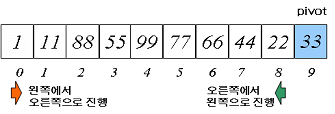 pivot
1 11 88 55 99 77 66 44 22 33
0 1 2 3 4 5 6 7 8 9
왼쪽에서 오른쪽에서
오른쪽으로 진행 왼쪽으로 진행